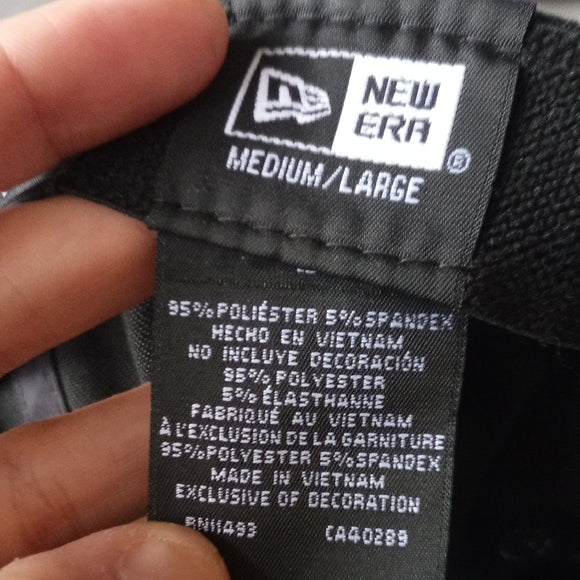 NEW
ERA
®
MEDIUM/LARGE
95% POLIÉSTER 5% SPANDEX
HECHO EN VIETNAM
NO INCLUYE DECORACIÓN
95% POLYESTER
5% ÉLASTHANNE
FABRIQUÉ AU VIETNAM
À L'EXCLUSION DE LA GARNITURE
95% POLYESTER 5% SPANDEX
MADE IN VIETNAM
EXCLUSIVE OF DECORATION
RN11493 CA40289